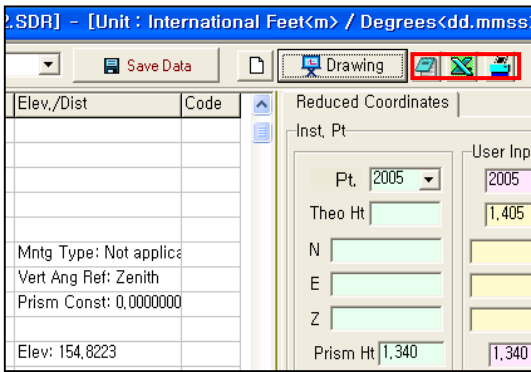 2.SDR] - [Unit : International Feet<m> / Degrees<dd.mmss
Save Data
Drawing
Elev,/Dist Code
Mntg Type: Not applica
Vert Ang Ref: Zenith
Prism Const: 0,0000000
Elev: 154,8223
Reduced Coordinates
Inst, Pt
User Inp
Pt, 2005 2005
Theo Ht 1,405
N
E
Z
Prism Ht 1,340 1,340